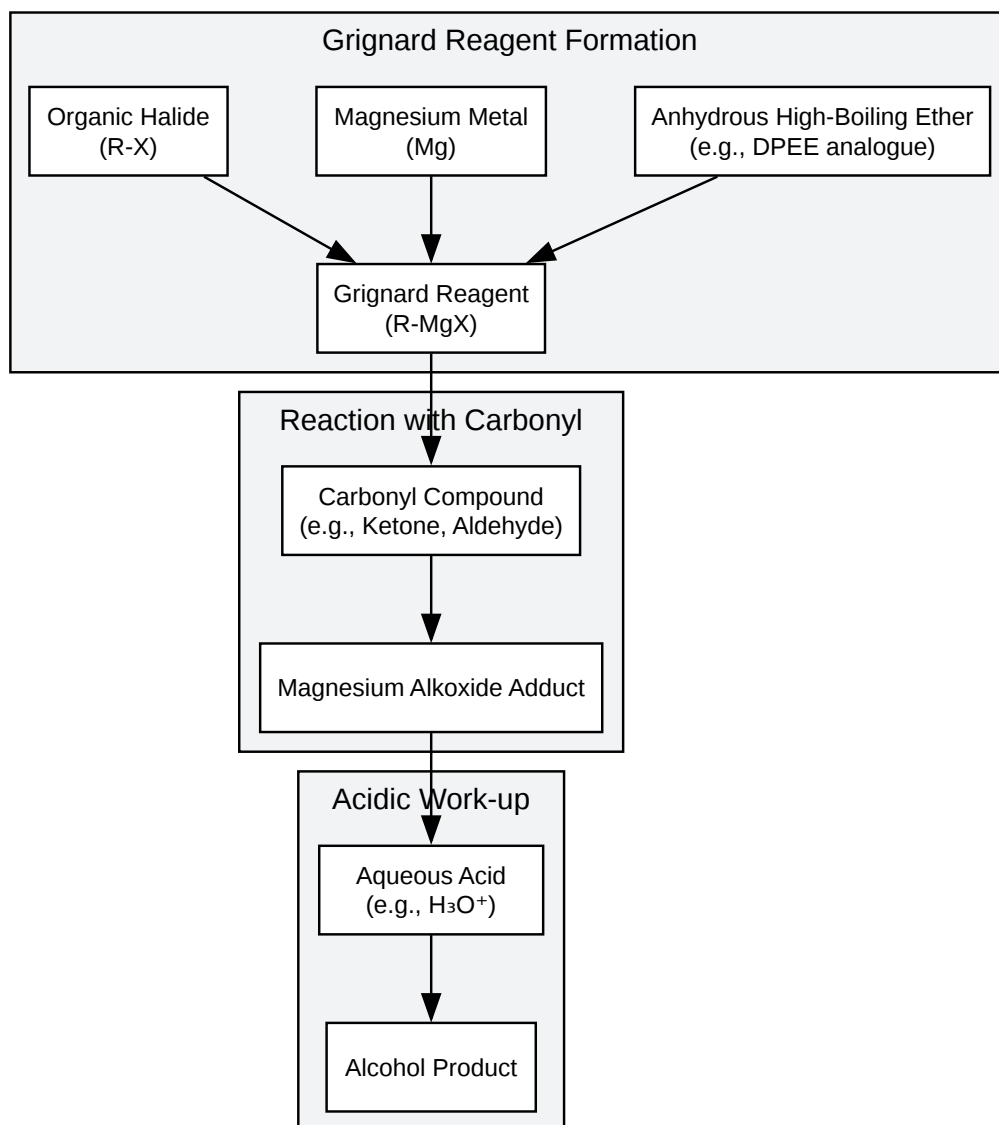 Grignard Reagent Formation
Organic Halide
(R-X)
Magnesium Metal
(Mg)
Anhydrous High-Boiling Ether
(e.g., DPEE analogue)
Grignard Reagent
(R-MgX)
Reaction with Carbonyl
Carbonyl Compound
(e.g., Ketone, Aldehyde)
Magnesium Alkoxide Adduct
Acidic Work-up
Aqueous Acid
(e.g., H₃O⁺)
Alcohol Product